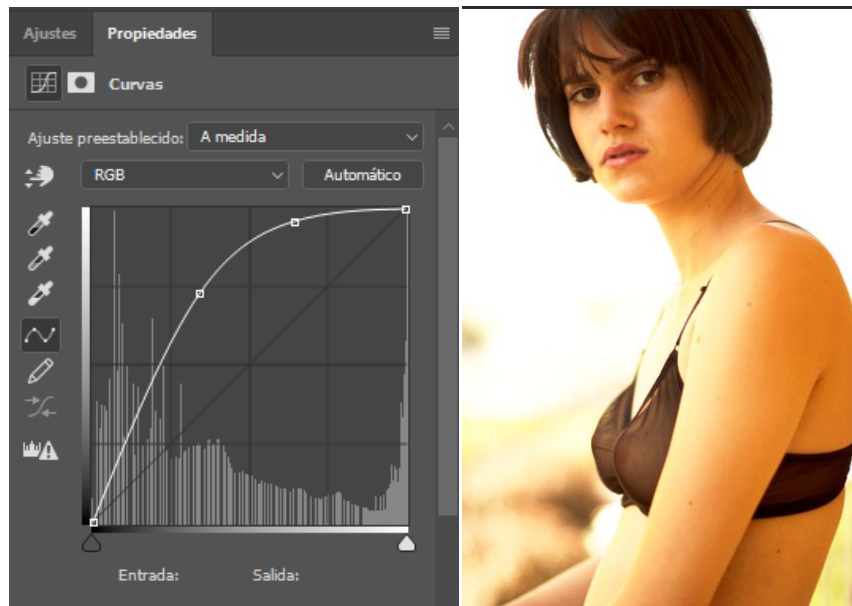 Ajustes Propiedades
Curvas
Ajuste preestablecido: A medida
RGB Automático
Entrada: Salida: